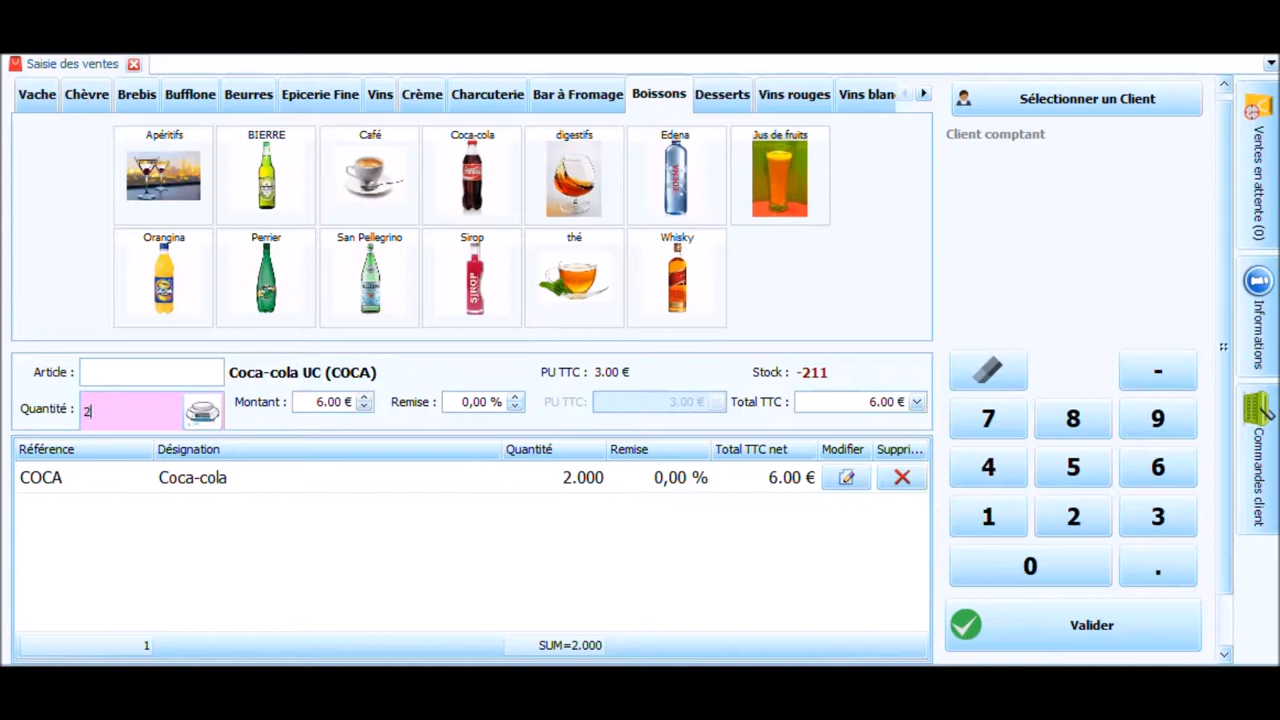 Saisie des ventes
Vache Chèvre Brebis Bufflone Beurres Epicerie Fine Vins Crème Charcuterie Bar à Fromage Boissons Desserts Vins rouges Vins blan
Sélectionner un Client
Client comptant
Apéritifs BIERRE Café Coca-cola digestifs Edena Jus de fruits
EDENA
Orangina Perrier San Pellegrino Sirop thé Whisky
SIROP
Ventes en attente (0)
Informations
Commandes client
Article : Coca-cola UC (COCA) PU TTC : 3.00 € Stock : -211
Quantité : 2 Montant : 6.00 € Remise : 0,00 % PU TTC: 3.00 € Total TTC : 6.00 €
Référence Désignation Quantité Remise Total TTC net Modifier Suppri...
COCA Coca-cola 2.000 0,00 % 6.00 €
1 SUM=2.000
-
7 8 9
4 5 6
1 2 3
0 .
Valider